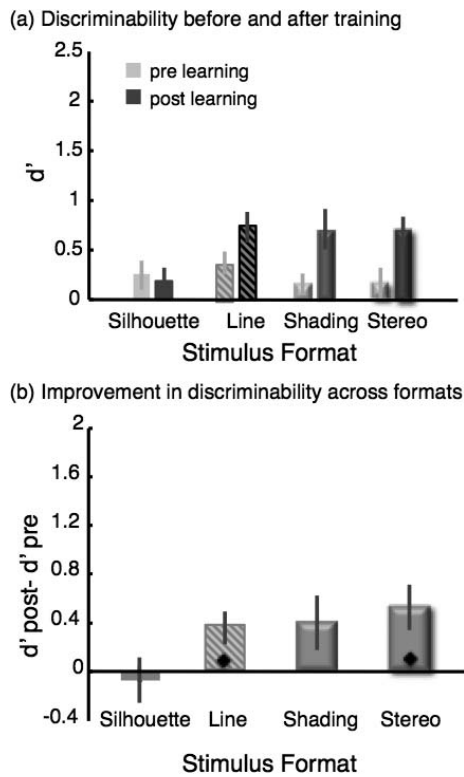 (a) Discriminability before and after training
2.5
2
1.5
1
0.5
0
d'
pre learning
post learning
Silhouette Line Shading Stereo
Stimulus Format
(b) Improvement in discriminability across formats
2
1.6
1.2
0.8
0.4
0
-0.4
d' post- d' pre
Silhouette Line Shading Stereo
Stimulus Format